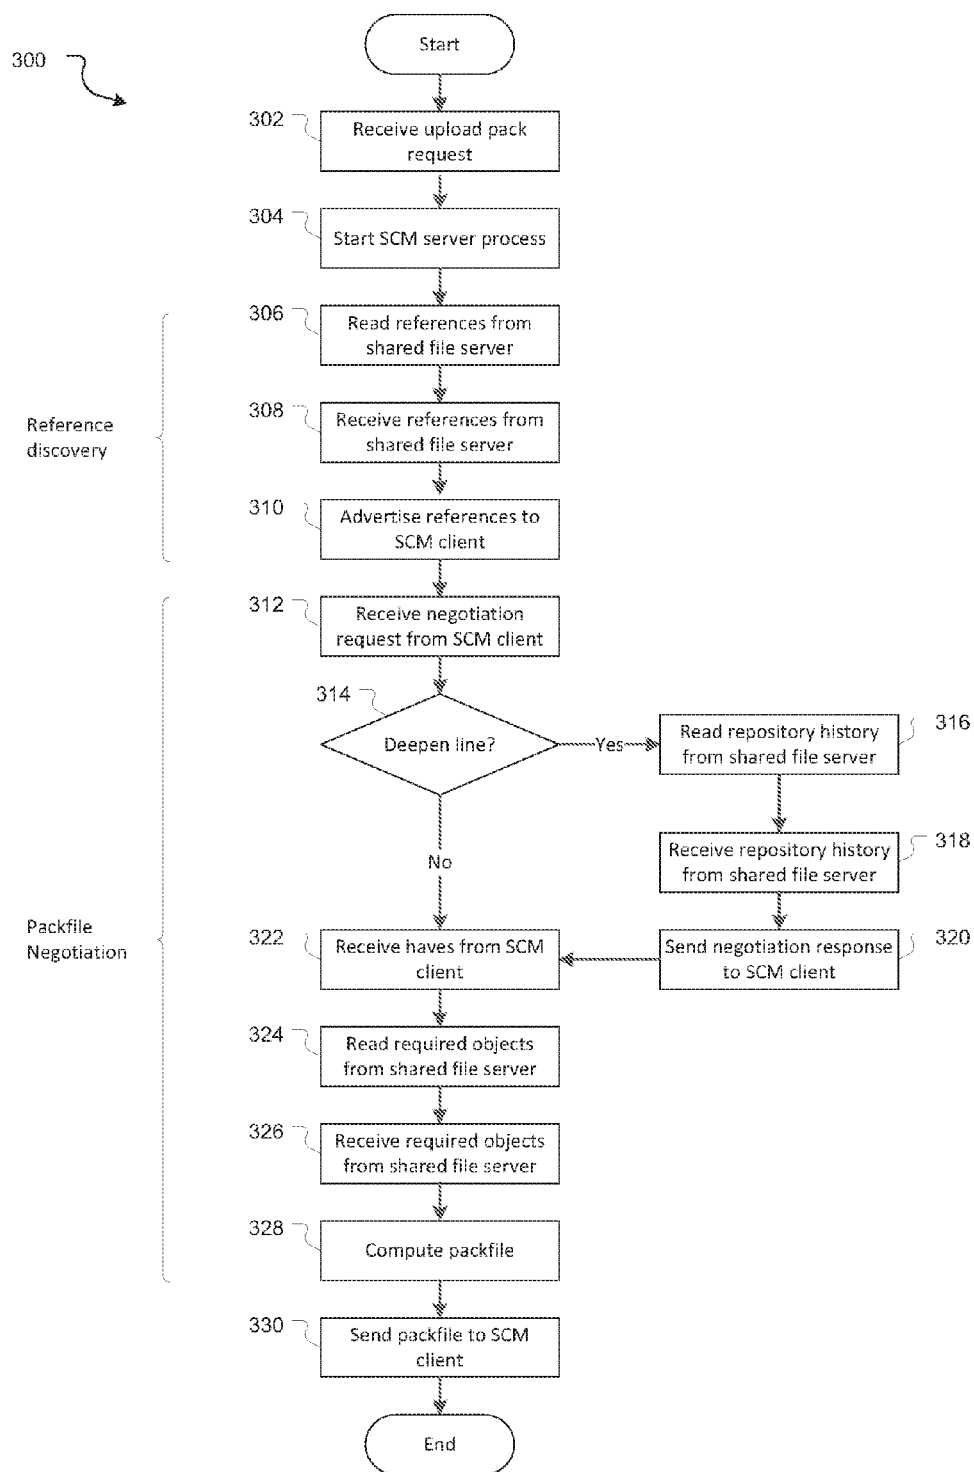 300
Start
302
Receive upload pack
request
304
Start SCM server process
306
Read references from
shared file server
308
Receive references from
shared file server
Reference
discovery
310
Advertise references to
SCM client
312
Receive negotiation
request from SCM client
314
Deepen line?
Yes
316
Read repository history
from shared file server
318
Receive repository history
from shared file server
No
320
Send negotiation response
to SCM client
Packfile
Negotiation
322
Receive haves from SCM
client
324
Read required objects
from shared file server
326
Receive required objects
from shared file server
328
Compute packfile
330
Send packfile to SCM
client
End